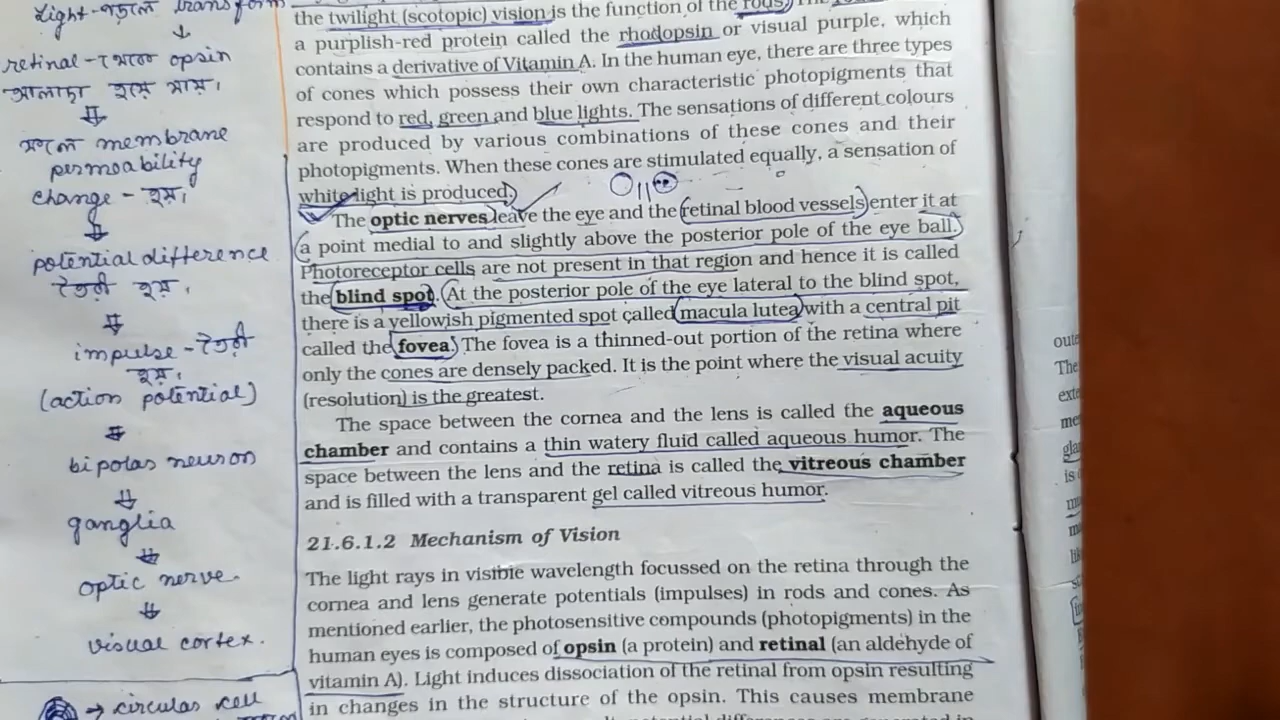 Light-পড়লে transform
↓
retinal - থেকে opsin
আলাদা হয়ে যায়।
⇓
ফলে membrane
permoability
change - হয়।
⇓
potential difference
তৈরী হয়।
⇓
impulse - তৈরী
হয়।
(action potential)
⇓
bipolas neuron
⇓
ganglia
⇓
optic nerve.
⇓
visual cortex.
→ circular cell
the twilight (scotopic) vision is the function of the rods. The
a purplish-red protein called the rhodopsin or visual purple, which
contains a derivative of Vitamin A. In the human eye, there are three types
of cones which possess their own characteristic photopigments that
respond to red, green and blue lights. The sensations of different colours
are produced by various combinations of these cones and their
photopigments. When these cones are stimulated equally, a sensation of
white light is produced.
The optic nerves leave the eye and the retinal blood vessels enter it at
a point medial to and slightly above the posterior pole of the eye ball.
Photoreceptor cells are not present in that region and hence it is called
the blind spot. At the posterior pole of the eye lateral to the blind spot,
there is a yellowish pigmented spot called macula lutea with a central pit
called the fovea. The fovea is a thinned-out portion of the retina where
only the cones are densely packed. It is the point where the visual acuity
(resolution) is the greatest.
The space between the cornea and the lens is called the aqueous
chamber and contains a thin watery fluid called aqueous humor. The
space between the lens and the retina is called the vitreous chamber
and is filled with a transparent gel called vitreous humor.
21.6.1.2 Mechanism of Vision
The light rays in visible wavelength focussed on the retina through the
cornea and lens generate potentials (impulses) in rods and cones. As
mentioned earlier, the photosensitive compounds (photopigments) in the
human eyes is composed of opsin (a protein) and retinal (an aldehyde of
vitamin A). Light induces dissociation of the retinal from opsin resulting
in changes in the structure of the opsin. This causes membrane
The
is